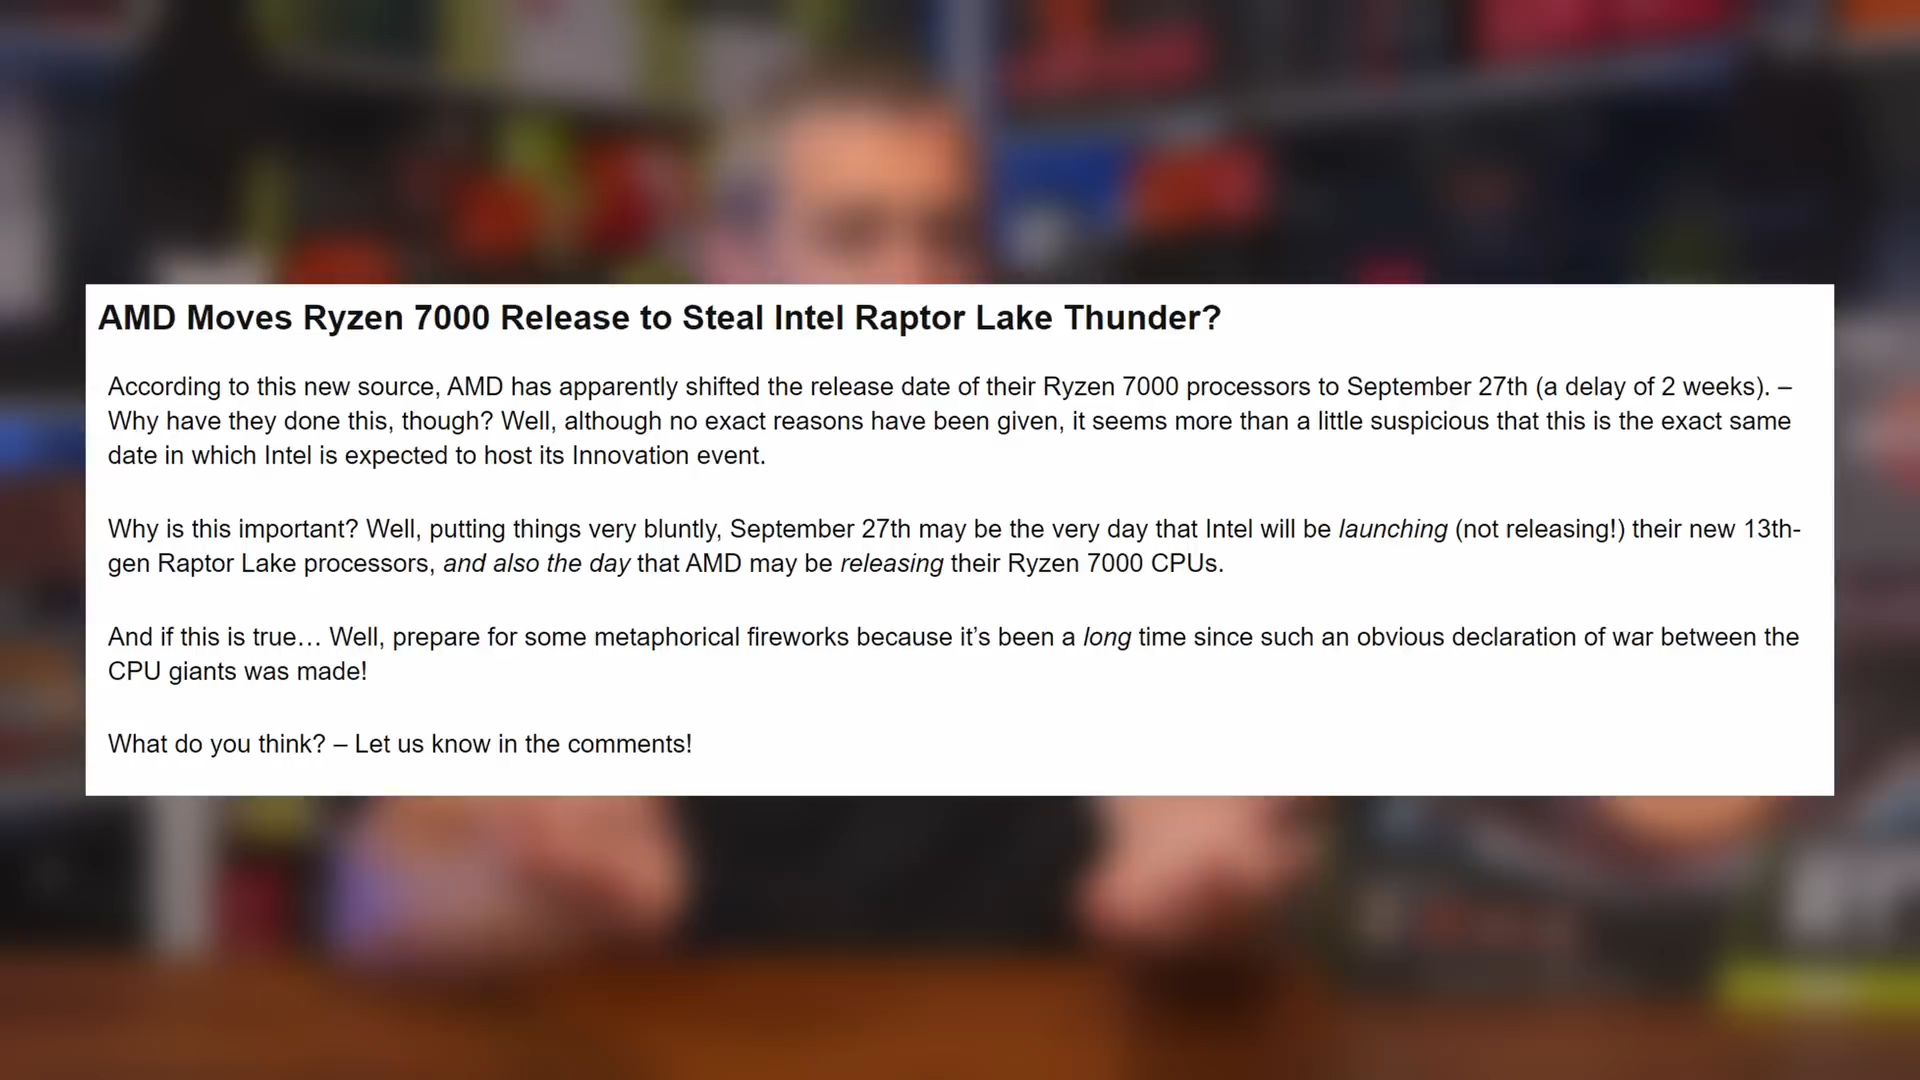 AMD Moves Ryzen 7000 Release to Steal Intel Raptor Lake Thunder?
According to this new source, AMD has apparently shifted the release date of their Ryzen 7000 processors to September 27th (a delay of 2 weeks). –
Why have they done this, though? Well, although no exact reasons have been given, it seems more than a little suspicious that this is the exact same
date in which Intel is expected to host its Innovation event.
Why is this important? Well, putting things very bluntly, September 27th may be the very day that Intel will be launching (not releasing!) their new 13th-
gen Raptor Lake processors, and also the day that AMD may be releasing their Ryzen 7000 CPUs.
And if this is true… Well, prepare for some metaphorical fireworks because it’s been a long time since such an obvious declaration of war between the
CPU giants was made!
What do you think? – Let us know in the comments!